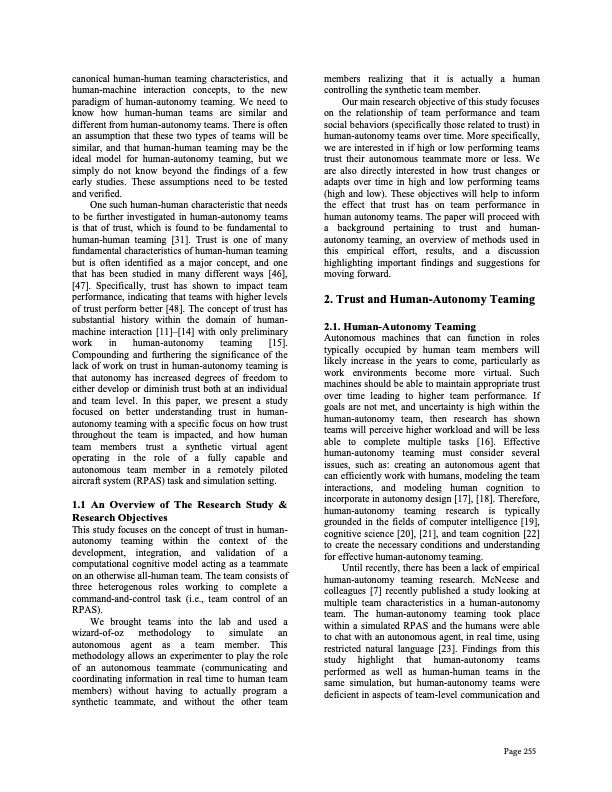 canonical human-human teaming characteristics, and
human-machine interaction concepts, to the new
paradigm of human-autonomy teaming. We need to
know how human-human teams are similar and
different from human-autonomy teams. There is often
an assumption that these two types of teams will be
similar, and that human-human teaming may be the
ideal model for human-autonomy teaming, but we
simply do not know beyond the findings of a few
early studies. These assumptions need to be tested
and verified.
One such human-human characteristic that needs
to be further investigated in human-autonomy teams
is that of trust, which is found to be fundamental to
human-human teaming [31]. Trust is one of many
fundamental characteristics of human-human teaming
but is often identified as a major concept, and one
that has been studied in many different ways [46],
[47]. Specifically, trust has shown to impact team
performance, indicating that teams with higher levels
of trust perform better [48]. The concept of trust has
substantial history within the domain of human-
machine interaction [11]–[14] with only preliminary
work in human-autonomy teaming [15].
Compounding and furthering the significance of the
lack of work on trust in human-autonomy teaming is
that autonomy has increased degrees of freedom to
either develop or diminish trust both at an individual
and team level. In this paper, we present a study
focused on better understanding trust in human-
autonomy teaming with a specific focus on how trust
throughout the team is impacted, and how human
team members trust a synthetic virtual agent
operating in the role of a fully capable and
autonomous team member in a remotely piloted
aircraft system (RPAS) task and simulation setting.
1.1 An Overview of The Research Study &
Research Objectives
This study focuses on the concept of trust in human-
autonomy teaming within the context of the
development, integration, and validation of a
computational cognitive model acting as a teammate
on an otherwise all-human team. The team consists of
three heterogenous roles working to complete a
command-and-control task (i.e., team control of an
RPAS).
We brought teams into the lab and used a
wizard-of-oz methodology to simulate an
autonomous agent as a team member. This
methodology allows an experimenter to play the role
of an autonomous teammate (communicating and
coordinating information in real time to human team
members) without having to actually program a
synthetic teammate, and without the other team
members realizing that it is actually a human
controlling the synthetic team member.
Our main research objective of this study focuses
on the relationship of team performance and team
social behaviors (specifically those related to trust) in
human-autonomy teams over time. More specifically,
we are interested in if high or low performing teams
trust their autonomous teammate more or less. We
are also directly interested in how trust changes or
adapts over time in high and low performing teams
(high and low). These objectives will help to inform
the effect that trust has on team performance in
human autonomy teams. The paper will proceed with
a background pertaining to trust and human-
autonomy teaming, an overview of methods used in
this empirical effort, results, and a discussion
highlighting important findings and suggestions for
moving forward.
2. Trust and Human-Autonomy Teaming
2.1. Human-Autonomy Teaming
Autonomous machines that can function in roles
typically occupied by human team members will
likely increase in the years to come, particularly as
work environments become more virtual. Such
machines should be able to maintain appropriate trust
over time leading to higher team performance. If
goals are not met, and uncertainty is high within the
human-autonomy team, then research has shown
teams will perceive higher workload and will be less
able to complete multiple tasks [16]. Effective
human-autonomy teaming must consider several
issues, such as: creating an autonomous agent that
can efficiently work with humans, modeling the team
interactions, and modeling human cognition to
incorporate in autonomy design [17], [18]. Therefore,
human-autonomy teaming research is typically
grounded in the fields of computer intelligence [19],
cognitive science [20], [21], and team cognition [22]
to create the necessary conditions and understanding
for effective human-autonomy teaming.
Until recently, there has been a lack of empirical
human-autonomy teaming research. McNeese and
colleagues [7] recently published a study looking at
multiple team characteristics in a human-autonomy
team. The human-autonomy teaming took place
within a simulated RPAS and the humans were able
to chat with an autonomous agent, in real time, using
restricted natural language [23]. Findings from this
study highlight that human-autonomy teams
performed as well as human-human teams in the
same simulation, but human-autonomy teams were
deficient in aspects of team-level communication and
Page 255